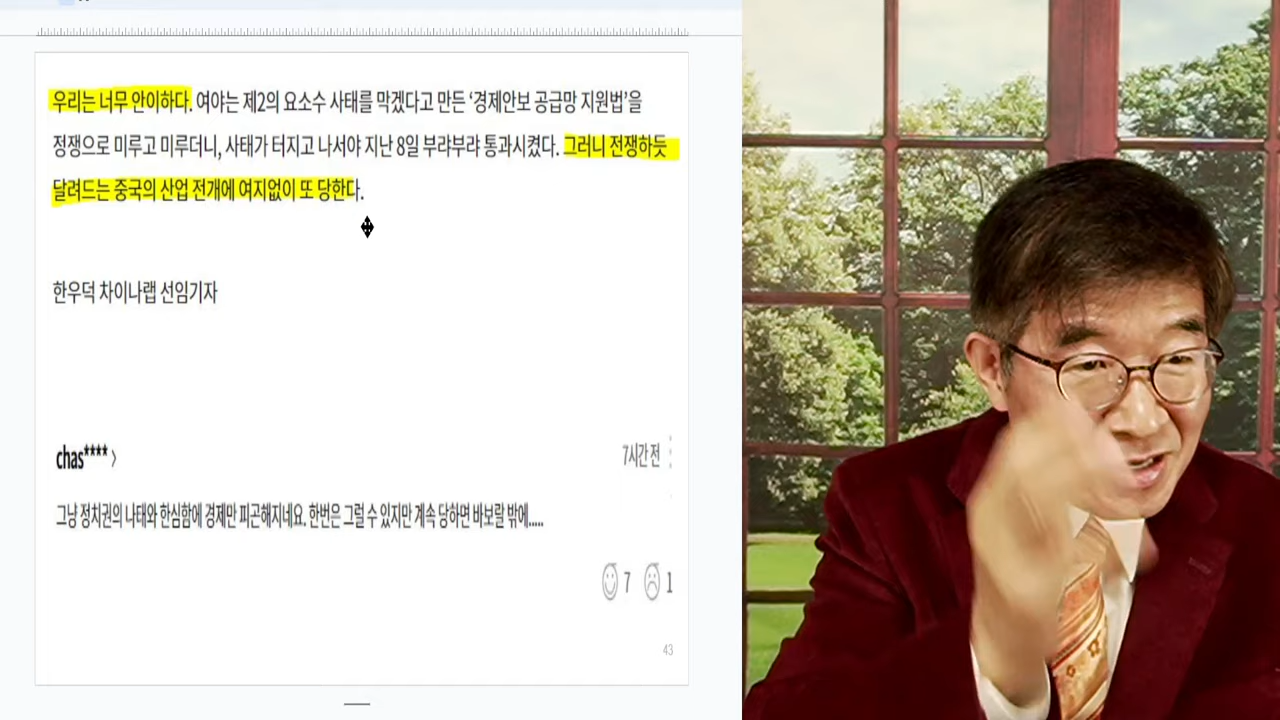 우리는 너무 안이하다. 여야는 제2의 요소수 사태를 막겠다고 만든 ‘경제안보 공급망 지원법’을
정쟁으로 미루고 미루더니, 사태가 터지고 나서야 지난 8일 부랴부랴 통과시켰다. 그러니 전쟁하듯
달려드는 중국의 산업 전개에 여지없이 또 당한다.
한우덕 차이나랩 선임기자
chas**** 〉
7시간 전
그냥 정치권의 나태와 한심함에 경제만 피곤해지네요. 한번은 그럴 수 있지만 계속 당하면 바보랄 밖에.....
7 1
43